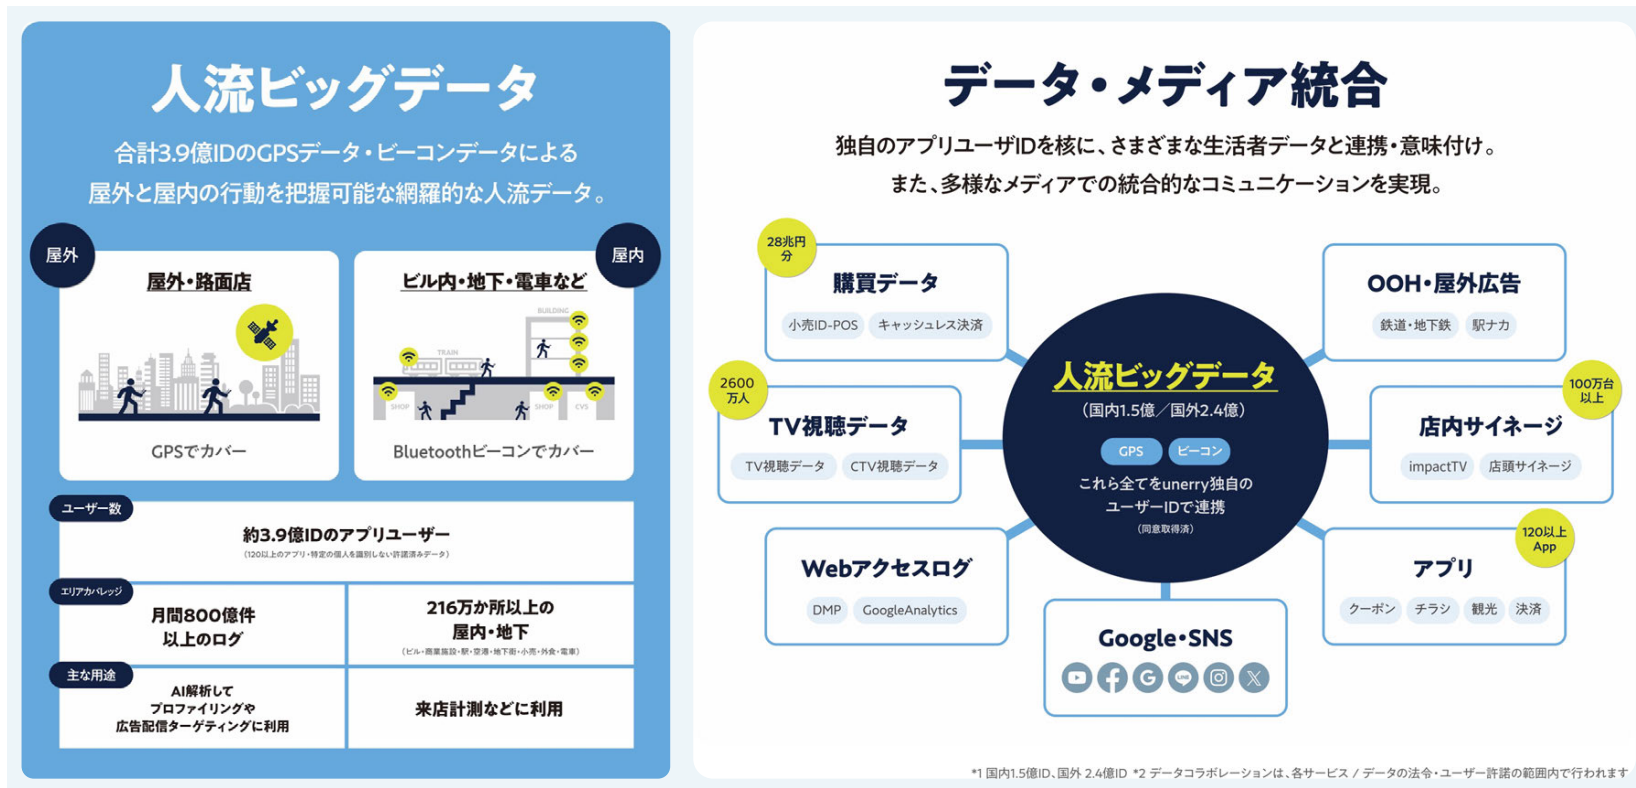 人流ビッグデータ
合計3.9億IDのGPSデータ・ビーコンデータによる
屋外と屋内の行動を把握可能な網羅的な人流データ。
屋外
屋外・路面店
GPSでカバー
屋内
ビル内・地下・電車など
BUILDING
TRAIN
SHOP
SHOP
CVS
Bluetoothビーコンでカバー
ユーザー数
約3.9億IDのアプリユーザー
(120以上のアプリ・特定の個人を識別しない許諾済みデータ)
エリアカバレッジ
月間800億件
以上のログ
216万か所以上の
屋内・地下
(ビル・商業施設・駅・空港・地下街・小売・外食・電車)
主な用途
AI解析して
プロファイリングや
広告配信ターゲティングに利用
来店計測などに利用
データ・メディア統合
独自のアプリユーザIDを核に、さまざまな生活者データと連携・意味付け。
また、多様なメディアでの統合的なコミュニケーションを実現。
28兆円
分
購買データ
小売ID-POS キャッシュレス決済
2600
万人
TV視聴データ
TV視聴データ CTV視聴データ
Webアクセスログ
DMP GoogleAnalytics
人流ビッグデータ
(国内1.5億／国外2.4億)
GPS ビーコン
これら全てをunerry独自の
ユーザーIDで連携
(同意取得済)
Google・SNS
LINE
OOH・屋外広告
鉄道・地下鉄 駅ナカ
100万台
以上
店内サイネージ
impactTV 店頭サイネージ
120以上
App
アプリ
クーポン チラシ 観光 決済
*1 国内1.5億ID、国外 2.4億ID *2 データコラボレーションは、各サービス / データの法令・ユーザー許諾の範囲内で行われます